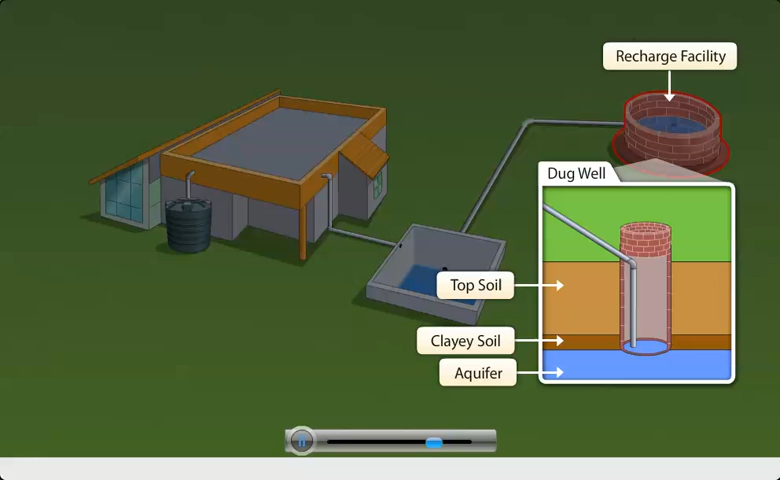 Recharge Facility
Dug Well
Top Soil
Clayey Soil
Aquifer